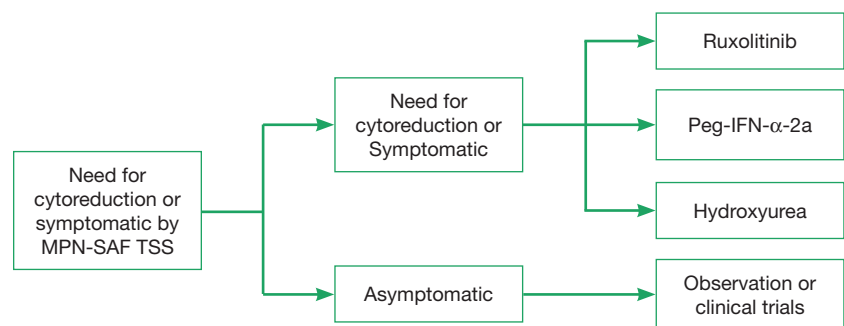 Need for
cytoreduction or
symptomatic by
MPN-SAF TSS
Need for
cytoreduction or
Symptomatic
Asymptomatic
Ruxolitinib
Peg-IFN-α-2a
Hydroxyurea
Observation or
clinical trials